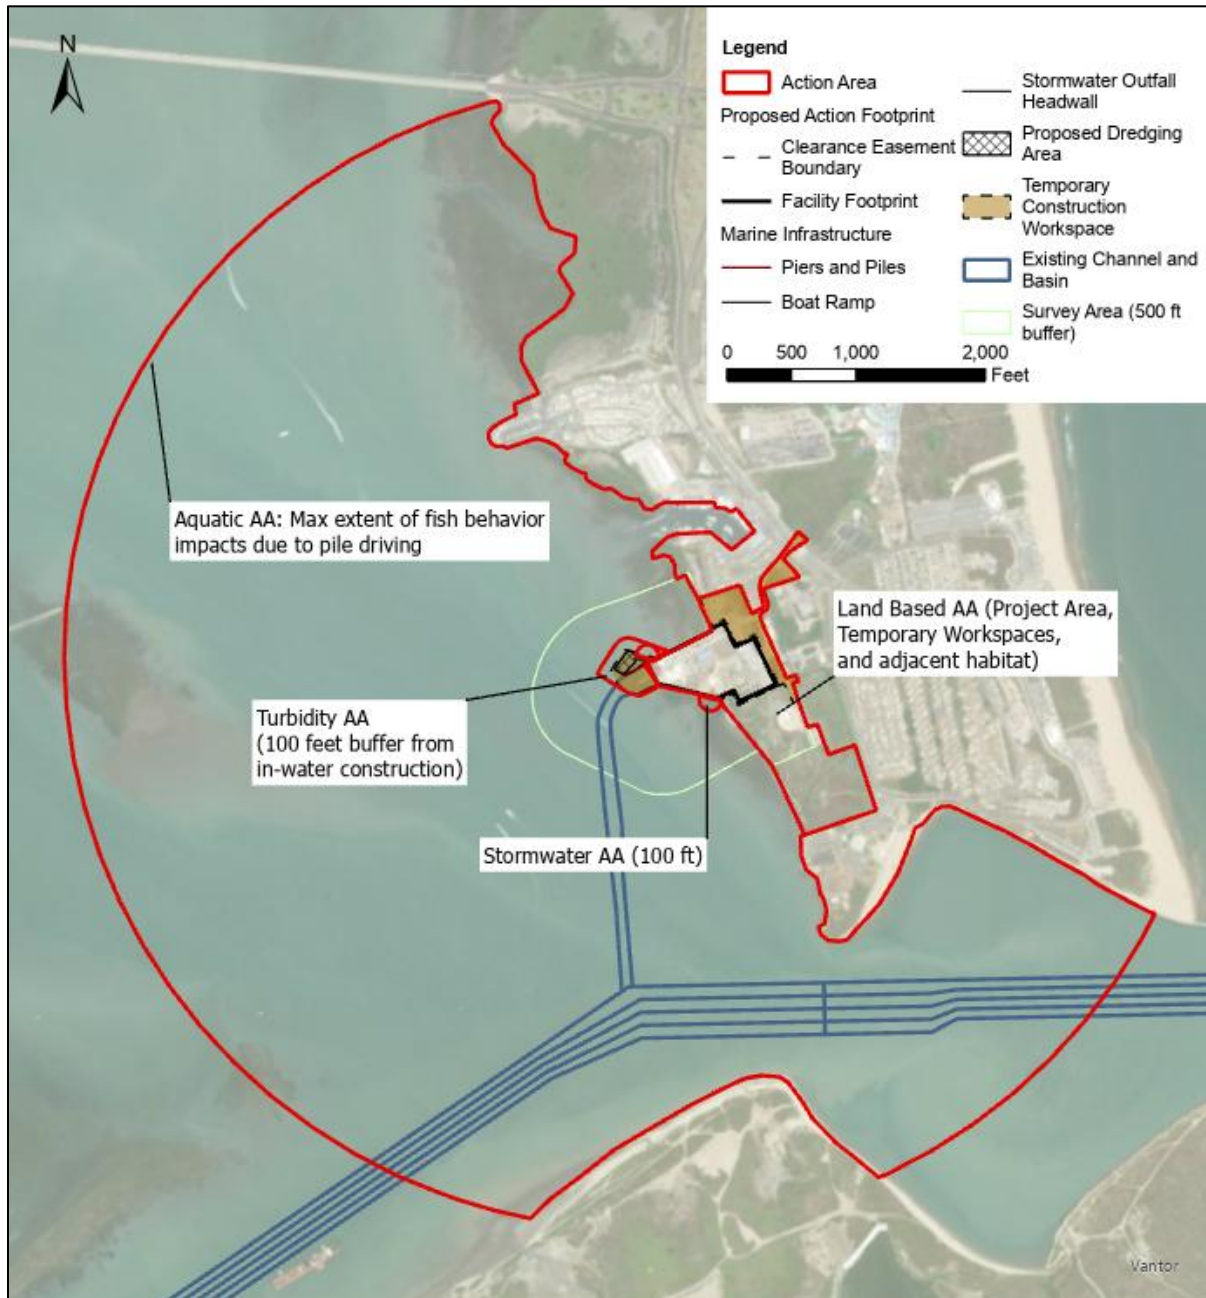 N
Legend
Action Area
Proposed Action Footprint
Clearance Easement
Boundary
Facility Footprint
Marine Infrastructure
Piers and Piles
Boat Ramp
Stormwater Outfall
Headwall
Proposed Dredging
Area
Temporary
Construction
Workspace
Existing Channel and
Basin
Survey Area (500 ft
buffer)
0 500 1,000 2,000
Feet
Aquatic AA: Max extent of fish behavior
impacts due to pile driving
Land Based AA (Project Area,
Temporary Workspaces,
and adjacent habitat)
Turbidity AA
(100 feet buffer from
in-water construction)
Stormwater AA (100 ft)
Vantor